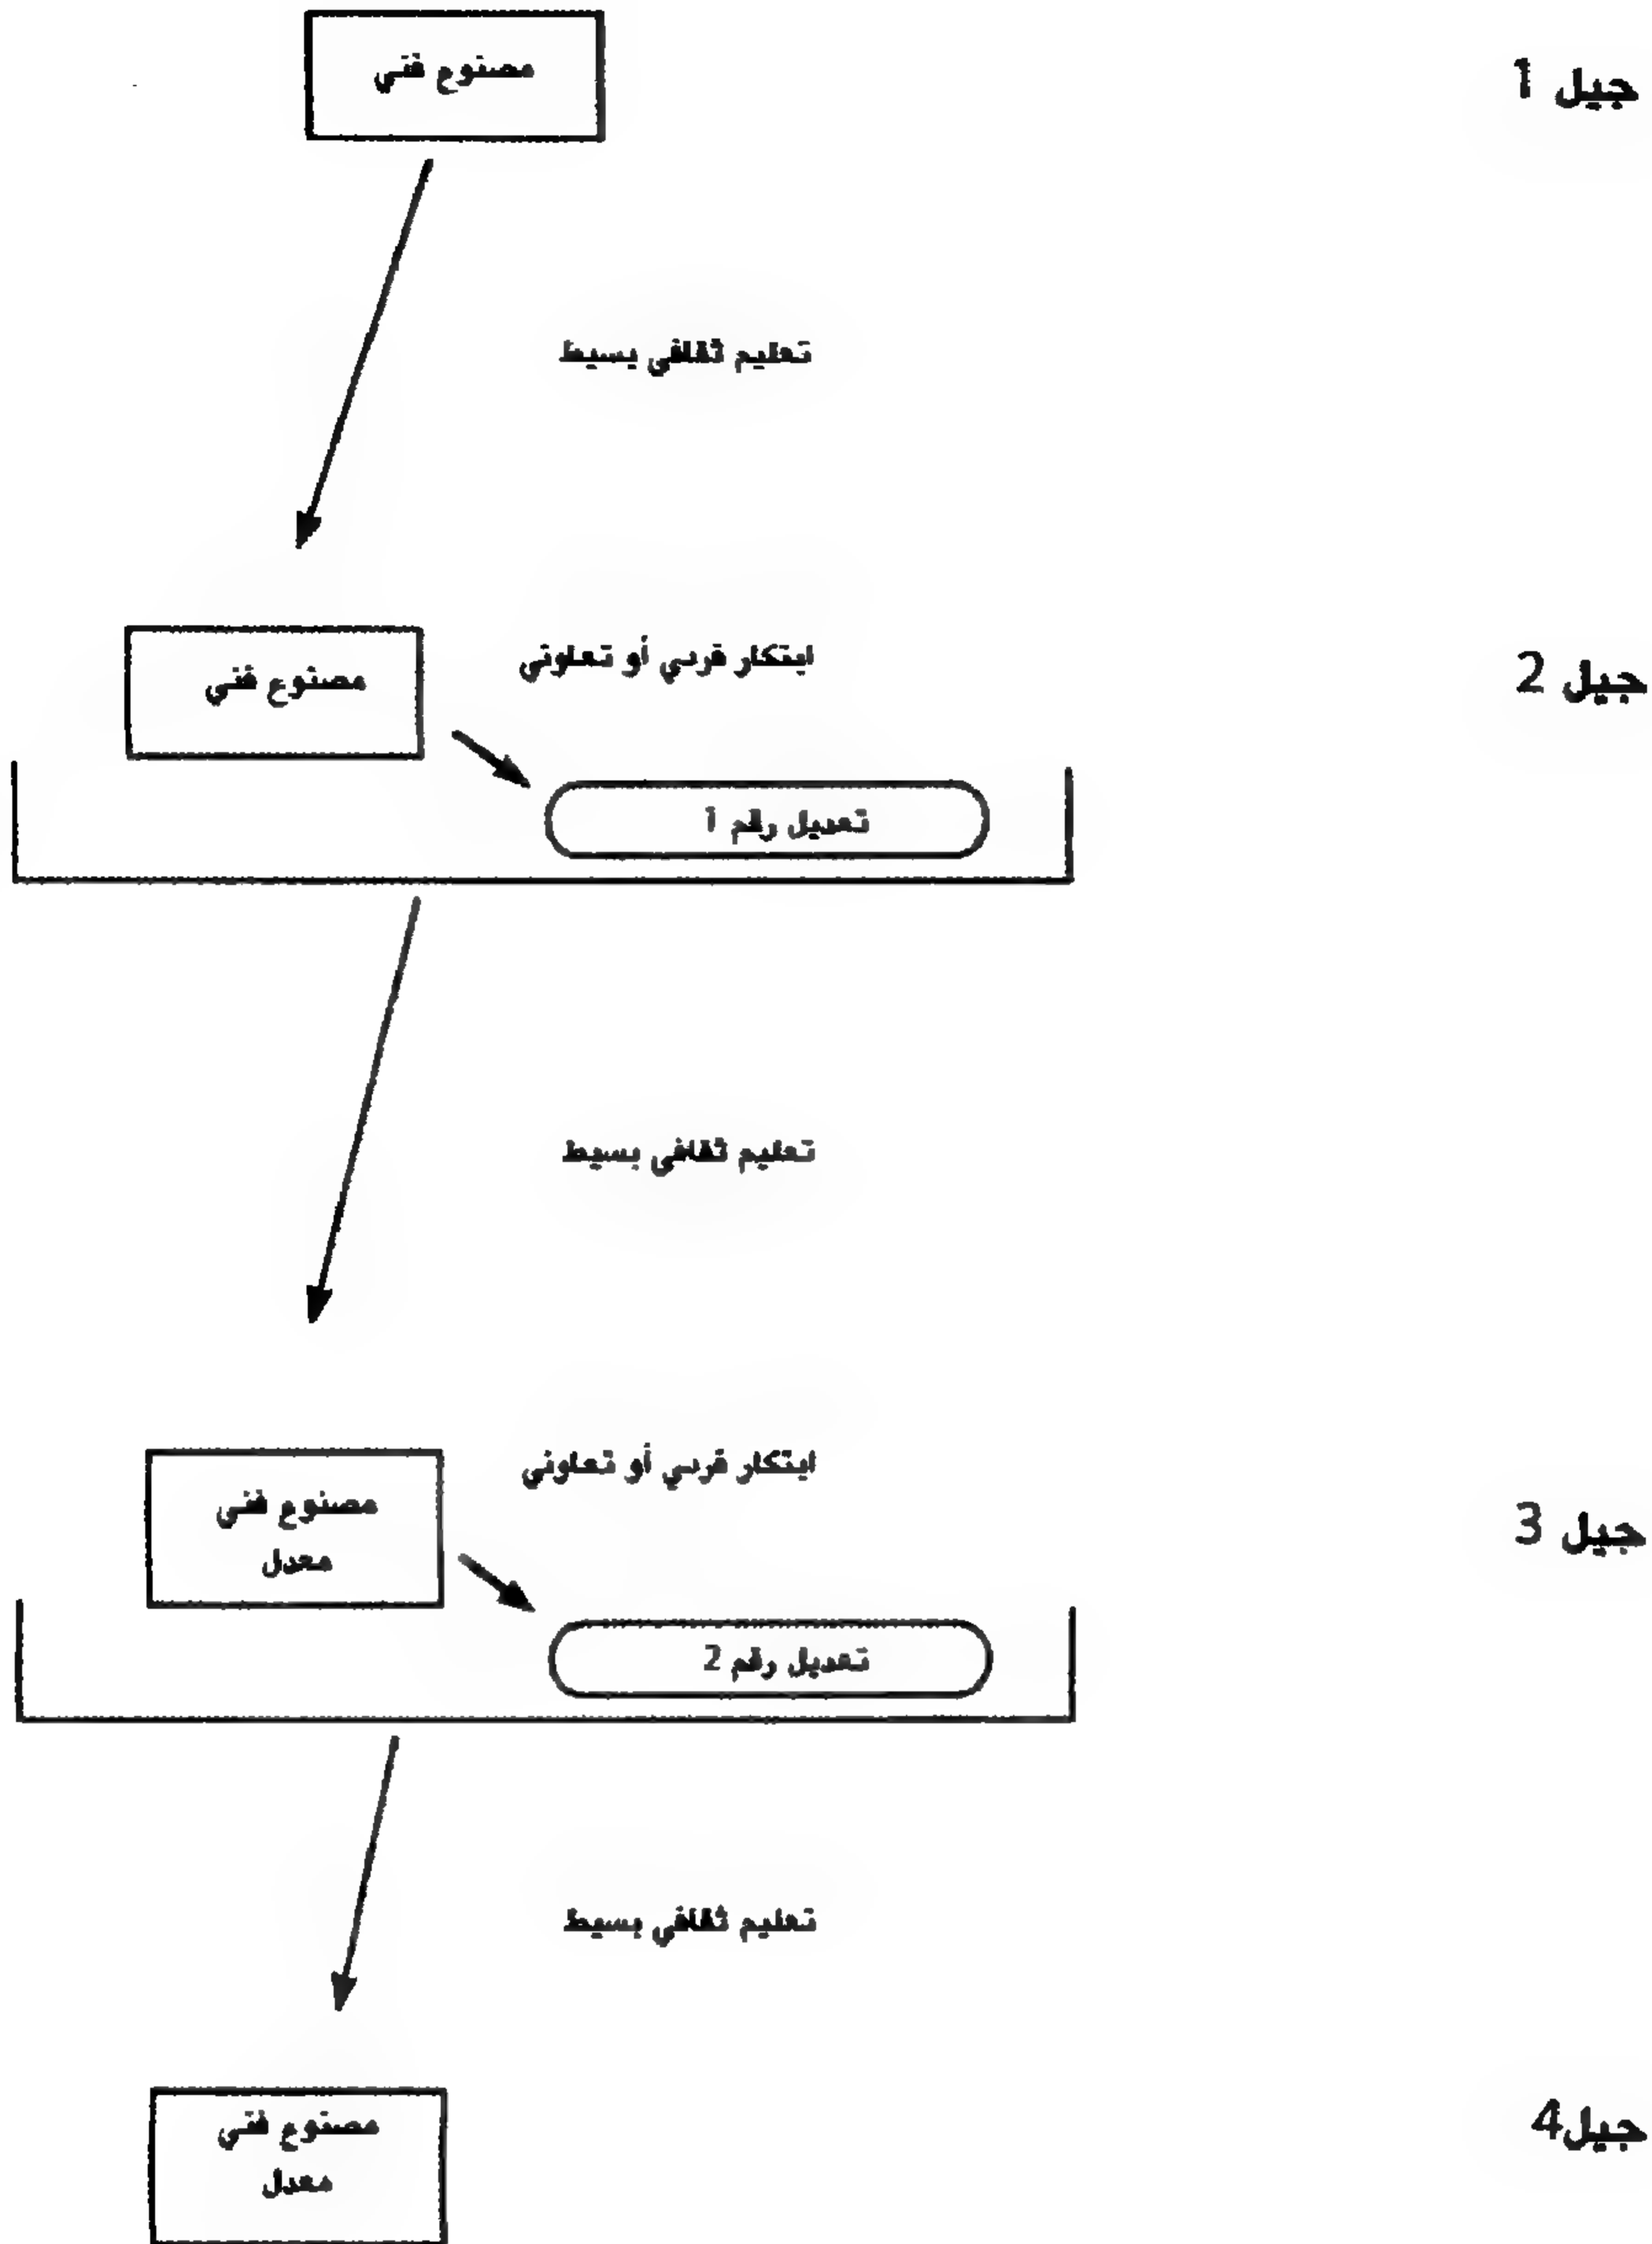 جيل 1
مصنوع فني
تعليم ثقافي بسيط
جيل 2
ابتكار فردي أو تعاوني
مصنوع فني
تعديل رقم 1
تعليم ثقافي بسيط
جيل 3
ابتكار فردي أو تعاوني
مصنوع فني
معدل
تعديل رقم 2
تعليم ثقافي بسيط
جيل4
مصنوع فني
معدل